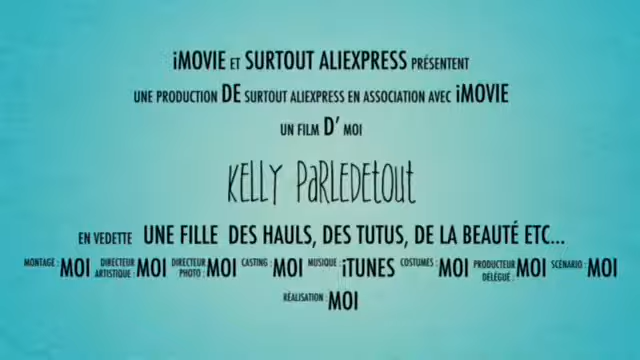 iMOVIE ET SURTOUT ALIEXPRESS PRÉSENTENT
UNE PRODUCTION DE SURTOUT ALIEXPRESS EN ASSOCIATION AVEC iMOVIE
UN FILM D' MOI
KELLY PaRLEDEtOUt
EN VEDETTE UNE FILLE DES HAULS, DES TUTUS, DE LA BEAUTÉ ETC...
MONTAGE : MOI DIRECTEUR ARTISTIQUE : MOI DIRECTEUR PHOTO : MOI CASTING : MOI MUSIQUE : iTUNES COSTUMES : MOI PRODUCTEUR DÉLÉGUÉ : MOI SCÉNARIO : MOI
RÉALISATION : MOI